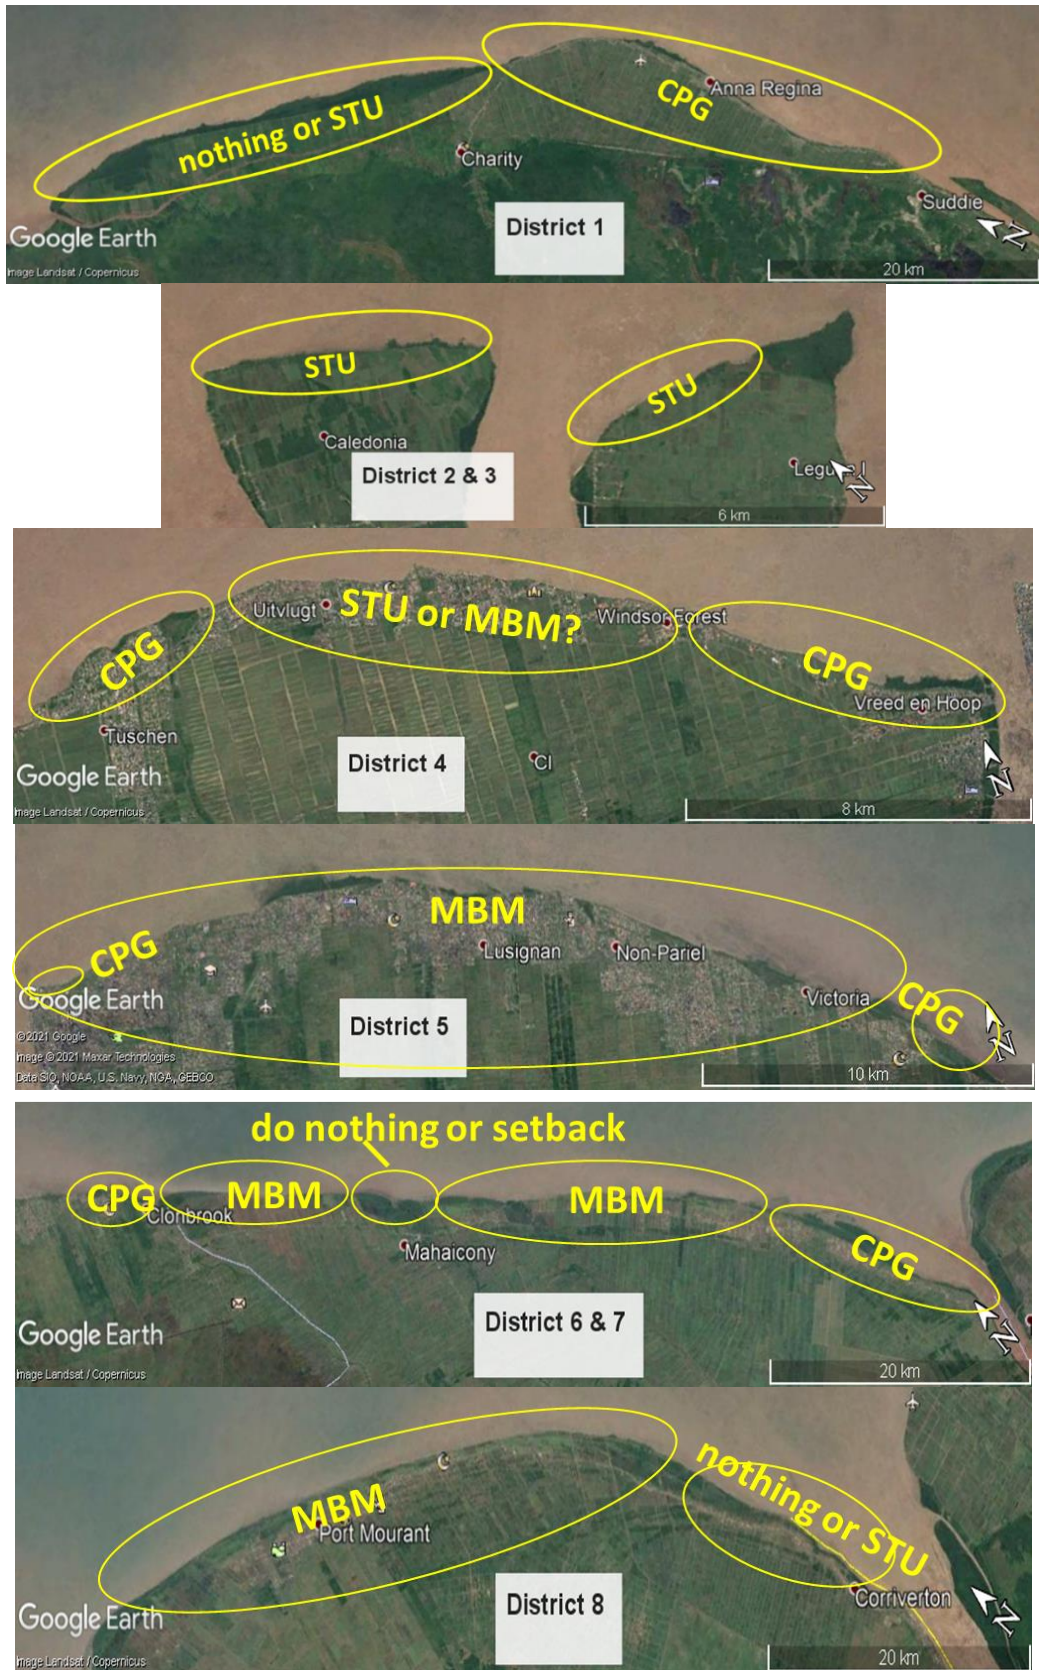 CPG
Anna Regina
nothing or STU
Charity
Suddie
District 1
N
Google Earth
Image Landsat / Copernicus
20 km
STU
STU
Caledonia
District 2 & 3
N
6 km
CPG
Uitvlugt
STU or MBM?
Windsor Forest
CPG
Vreed en Hoop
Tuschen
District 4
CI
N
Google Earth
Image Landsat / Copernicus
8 km
MBM
CPG
Lusignan
Non-Pariel
Victoria
CPG
Google Earth
District 5
N
©2021 Google
Image © 2021 Maxar Technologies
Data SIO, NOAA, U.S. Navy, NGA, GEBCO
10 km
do nothing or setback
CPG
MBM
MBM
Clonbrook
Mahaicony
CPG
District 6 & 7
N
Google Earth
Image Landsat / Copernicus
20 km
MBM
Port Mourant
nothing or STU
Corriverton
District 8
N
Google Earth
Image Landsat / Copernicus
20 km